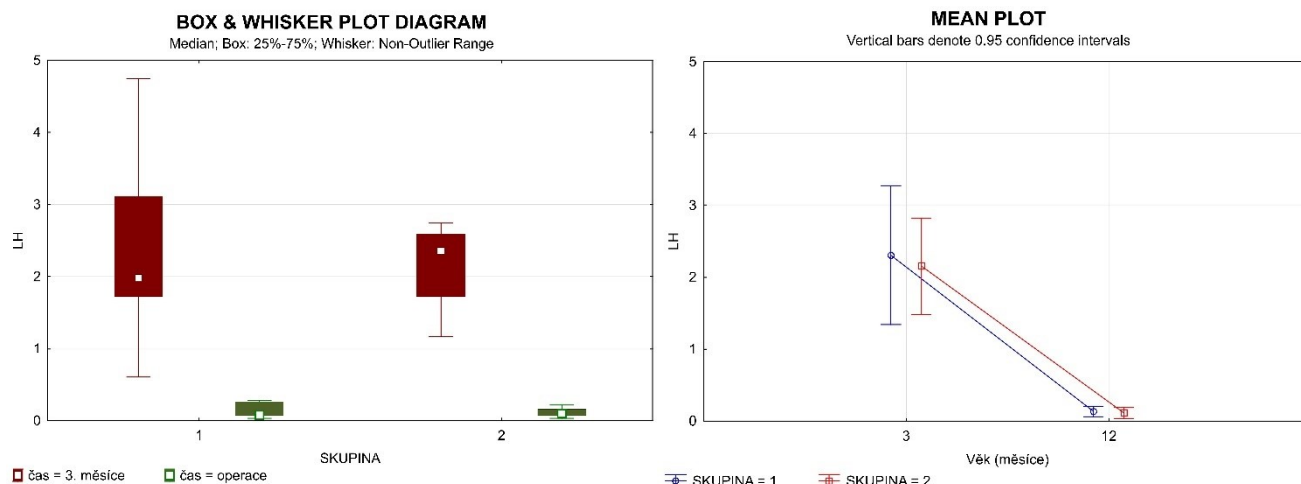 BOX & WHISKER PLOT DIAGRAM
Median; Box: 25%-75%; Whisker: Non-Outlier Range
5
4
3
2
1
0
LH
1
2
SKUPINA
čas = 3. měsíce
čas = operace
MEAN PLOT
Vertical bars denote 0.95 confidence intervals
5
4
3
2
1
0
LH
3
12
Věk (měsíce)
SKUPINA = 1
SKUPINA = 2